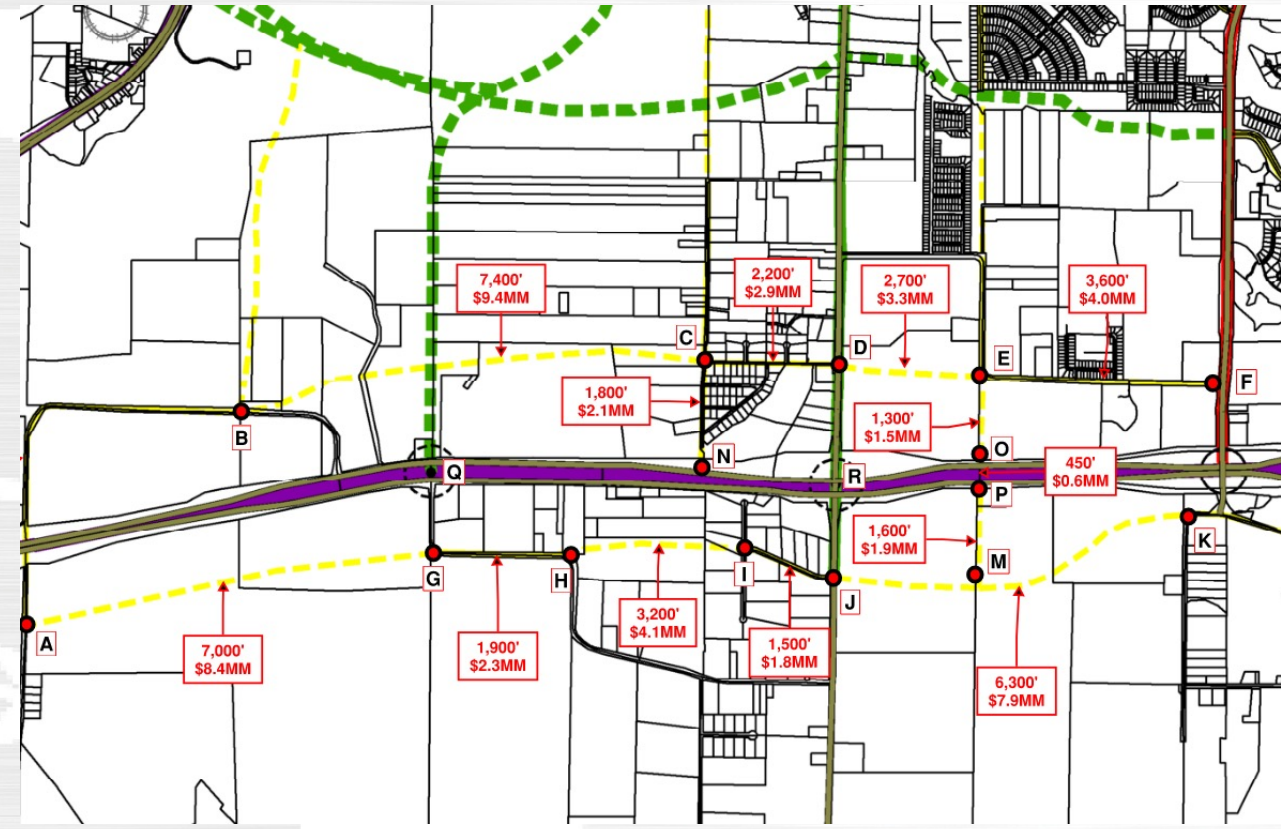 7,400'
$9.4MM
2,200'
$2.9MM
2,700'
$3.3MM
3,600'
$4.0MM
C
D
E
F
1,800'
$2.1MM
B
1,300'
$1.5MM
N
O
Q
R
450'
$0.6MM
P
K
1,600'
$1.9MM
G
H
I
M
J
A
7,000'
$8.4MM
1,900'
$2.3MM
3,200'
$4.1MM
1,500'
$1.8MM
6,300'
$7.9MM